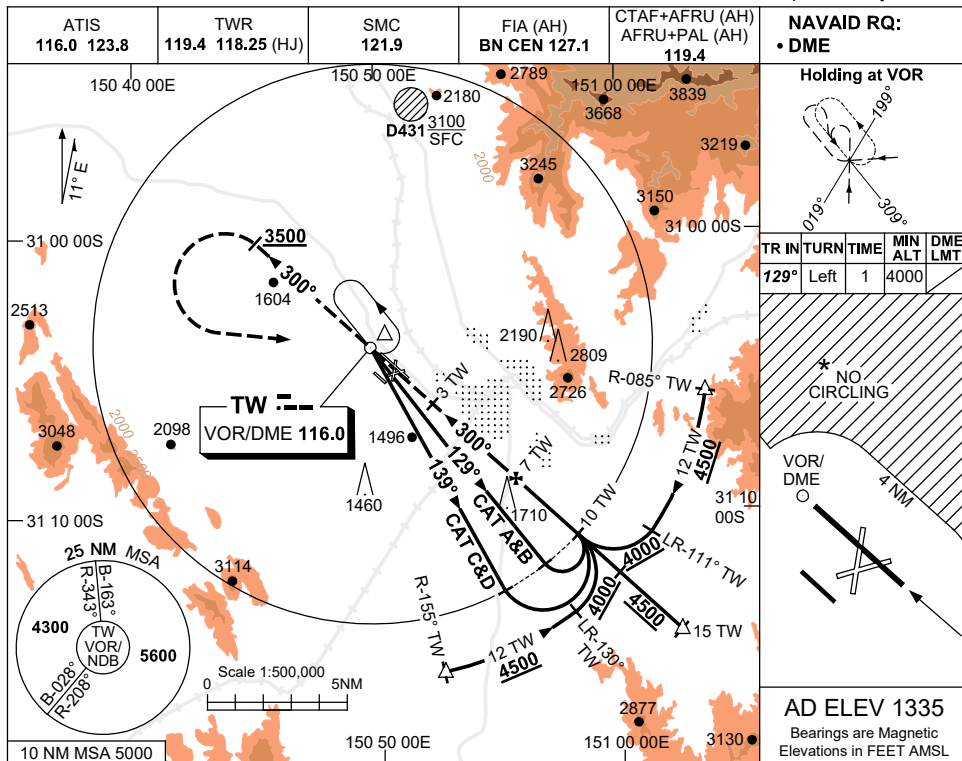 ATIS
116.0 123.8
TWR
119.4 118.25 (HJ)
SMC
121.9
FIA (AH)
BN CEN 127.1
CTAF+AFRU (AH)
AFRU+PAL (AH)
119.4
NAVAID RQ:
• DME
150 40 00E
150 50 00E
151 00 00E
2789
3839
3668
2180
D431 3100
SFC
11° E
2000
3245
3219
3150
31 00 00S
31 00 00S
3500
300°
1604
2513
2190
2809
2726
R-085° TW
3 TW
TW
VOR/DME 116.0
300°
1496
12 TW
4500
3048
2000
2500
2098
129°
CAT A&B
139°
CAT C&D
7 TW
1460
1710
31 10
00S
31 10 00S
10 TW
4000
LR-111° TW
25 NM MSA
3114
R-155° TW
4000
4500
15 TW
B-163°
R-343°
4300
TW
VOR/
NDB
5600
B-028°
R-208°
12 TW
4500
LR-130°
TW
Scale 1:500,000
0
5NM
2877
3130
10 NM MSA 5000
150 50 00E
151 00 00E
Holding at VOR
199°
019°
309°
TR IN TURN TIME MIN ALT DME LMT
129° Left 1 4000
* NO
CIRCLING
VOR/
DME
4 NM
AD ELEV 1335
Bearings are Magnetic
Elevations in FEET AMSL